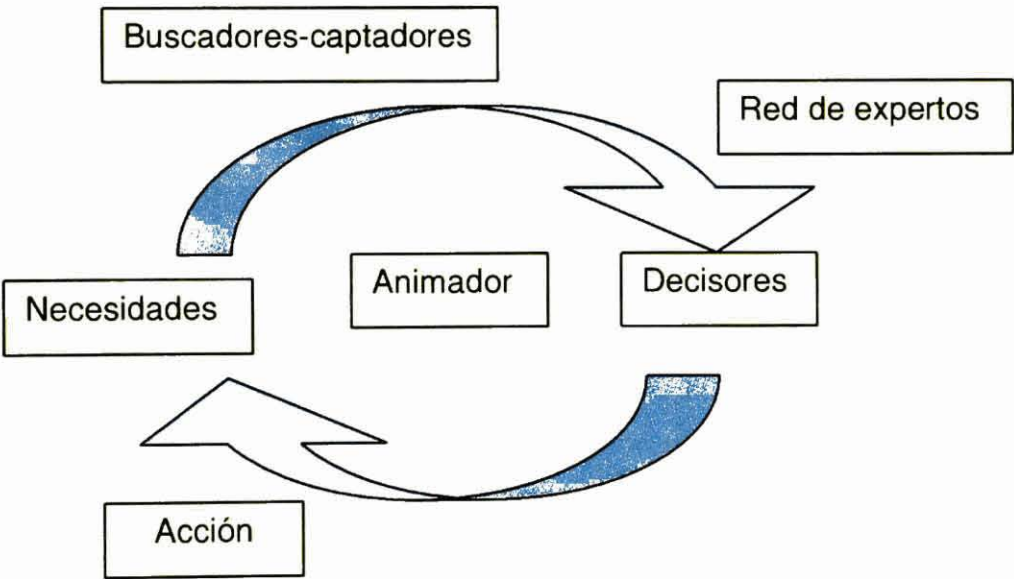 Buscadores-captadores
Red de expertos
Necesidades
Animador
Decisores
Acción